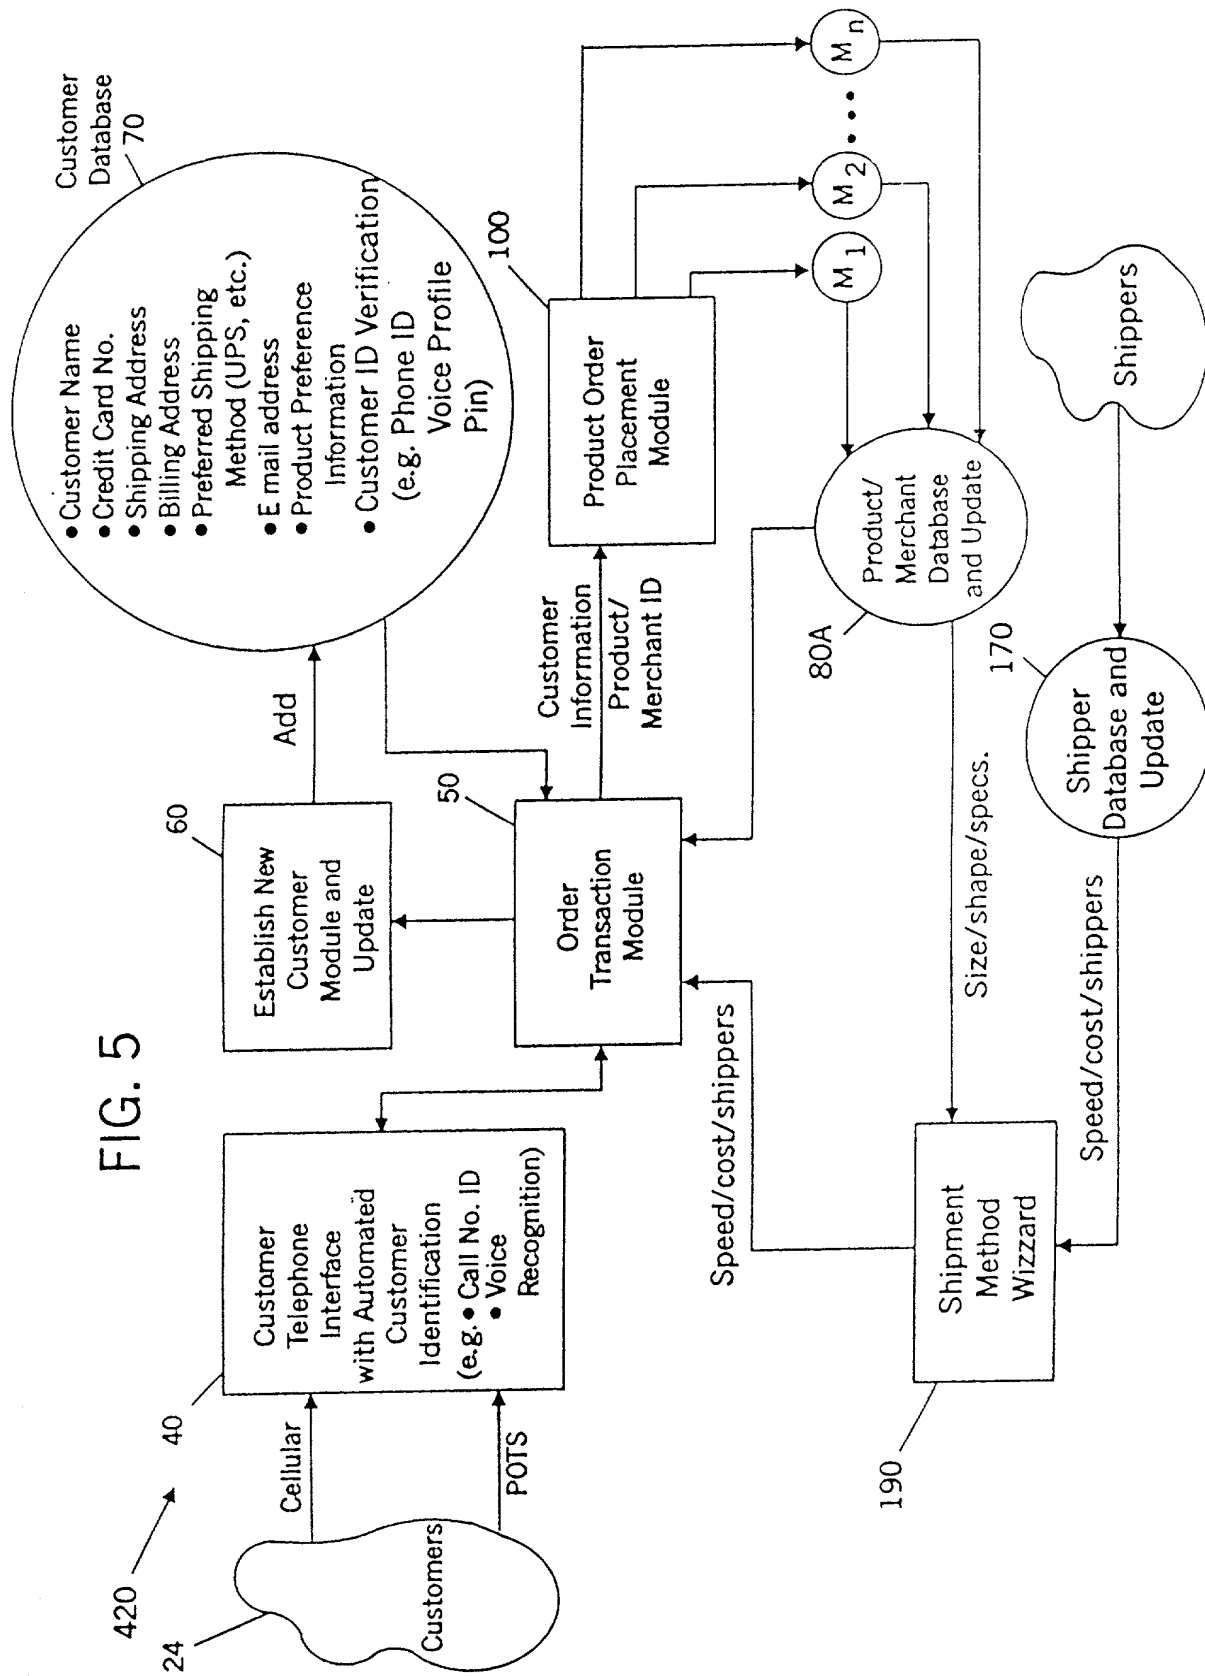 FIG. 5
420
24
Customers
Cellular
POTS
40
Customer
Telephone
Interface
with Automated
Customer
Identification
(e.g. • Call No. ID
• Voice
Recognition)
60
Establish New
Customer
Module and
Update
Add
50
Order
Transaction
Module
Customer
Database
70
• Customer Name
• Credit Card No.
• Shipping Address
• Billing Address
• Preferred Shipping
Method (UPS, etc.)
• E mail address
• Product Preference
Information
• Customer ID Verification
(e.g. Phone ID
Voice Profile
Pin)
Customer
Information
Product/
Merchant ID
100
Product Order
Placement
Module
M1
M2
• • • •
Mn
80A
Product/
Merchant
Database
and Update
Speed/cost/shippers
Size/shape/specs.
190
Shipment
Method
Wizzard
Speed/cost/shippers
170
Shipper
Database and
Update
Shippers